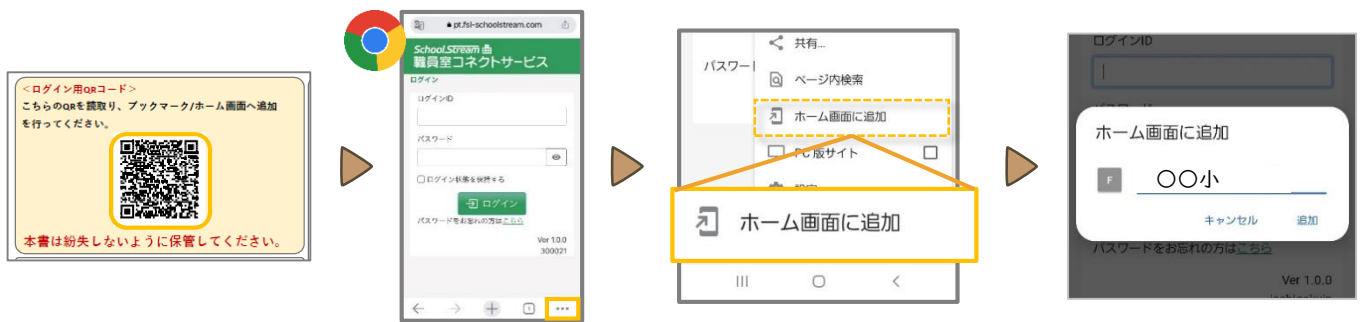 <ログイン用QRコード>
こちらのQRを読取り、ブックマーク/ホーム画面へ追加
を行ってください。
本書は紛失しないように保管してください。
pt.fsi-schoolstream.com
School Stream
職員室コネクトサービス
ログイン
ログインID
パスワード
ログイン状態を保持する
ログイン
パスワードをお忘れの方はこちら
Ver 1.0.0
300021
共有...
パスワー
ページ内検索
ホーム画面に追加
PC 版サイト
ホーム画面に追加
ログインID
ホーム画面に追加
F
〇〇小
キャンセル 追加
パスワードをお忘れの方はこちら
Ver 1.0.0